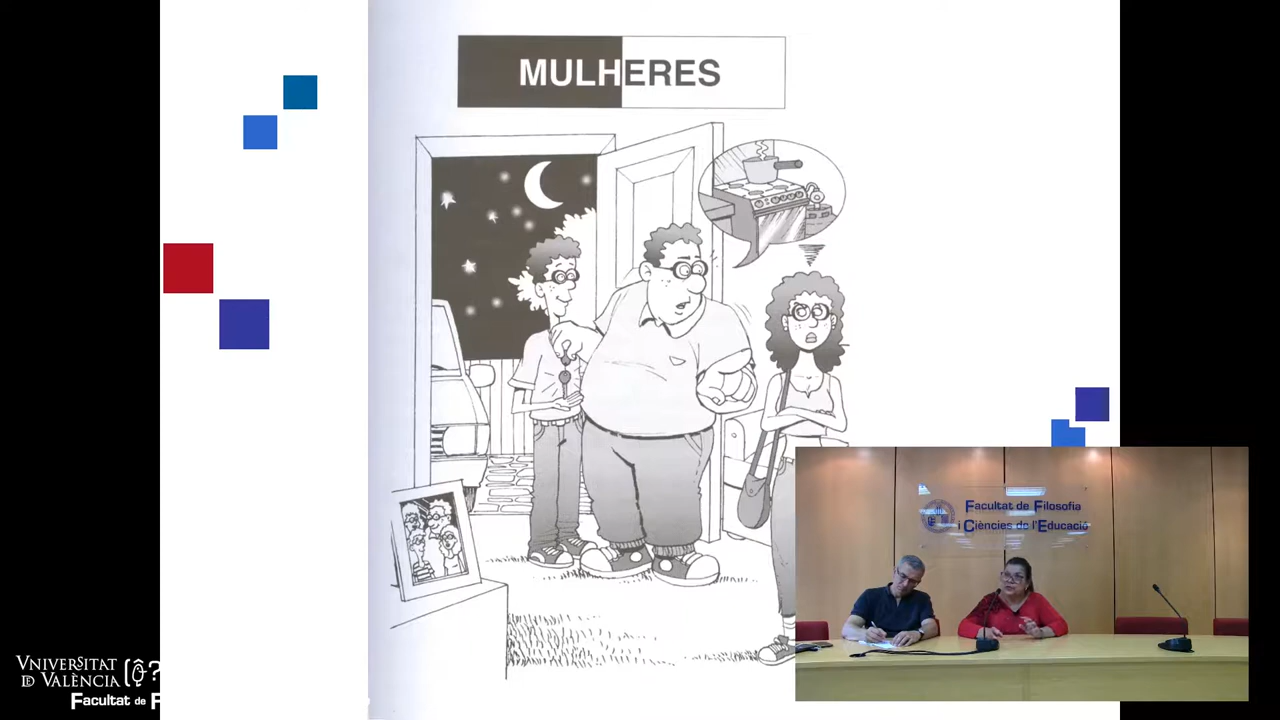 MULHERES
Facultat de Filosofia
i Ciències de l'Educació
VNIVERSITAT
DE VALÈNCIA
Facultat de F